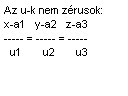 Az u-k nem zérusok:
x-a1   y-a2   z-a3
----- = ----- = -----
u1      u2      u3